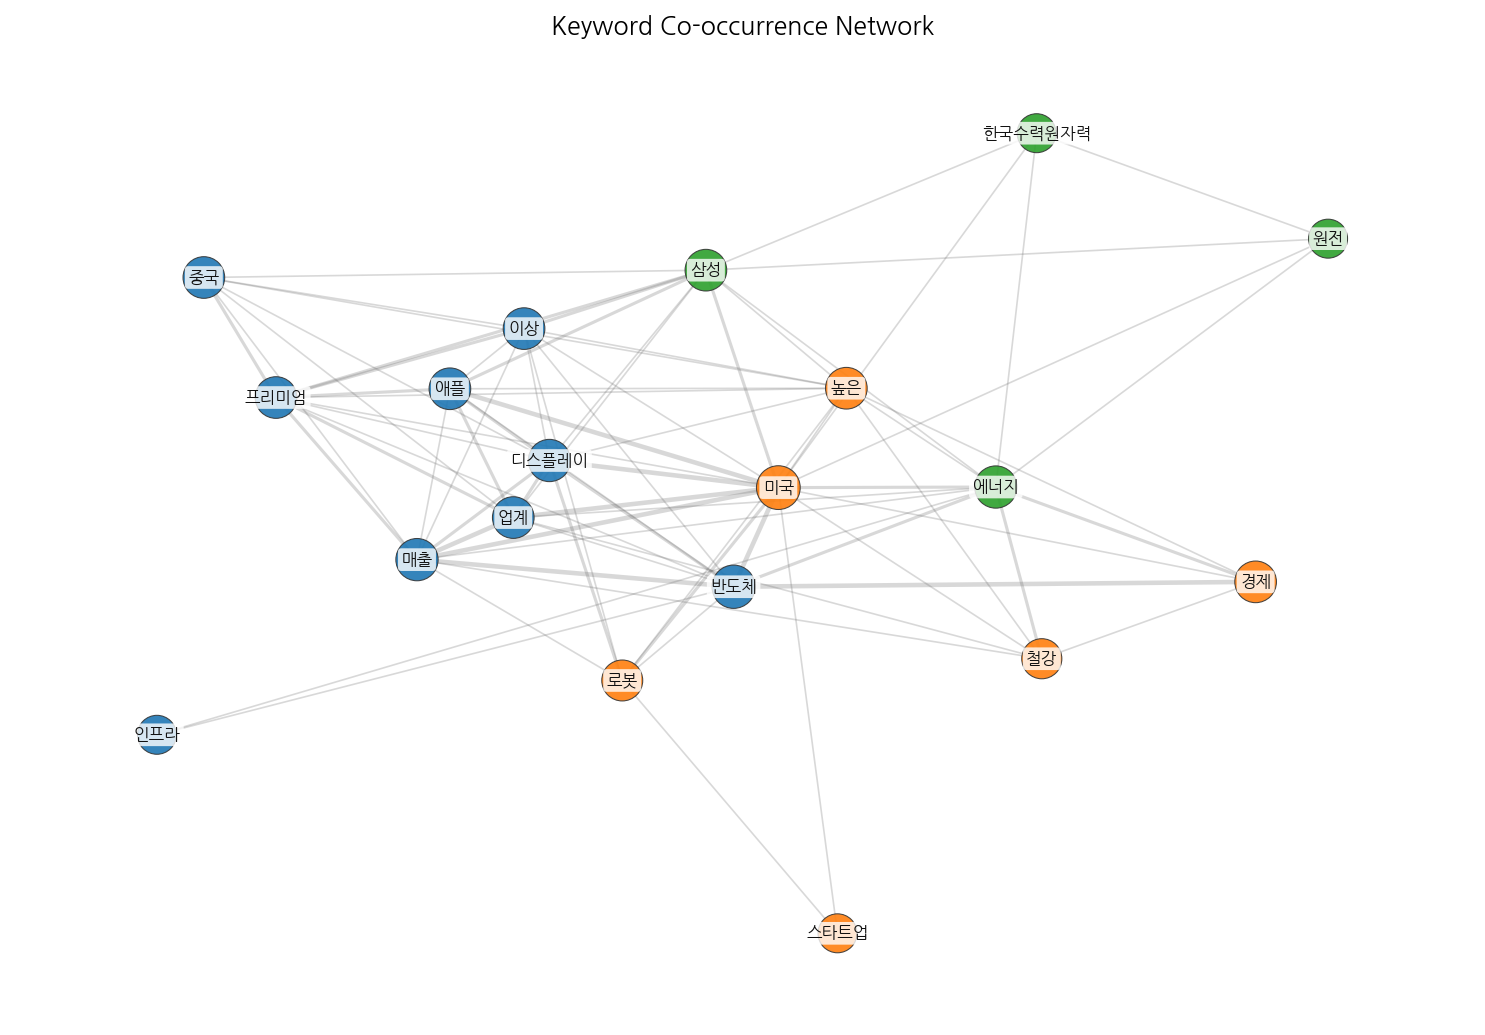 Keyword Co-occurrence Network
한국수력원자력
원전
삼성
중국
이상
애플
높은
프리미엄
디스플레이
미국
에너지
업계
매출
반도체
경제
철강
로봇
인프라
스타트업